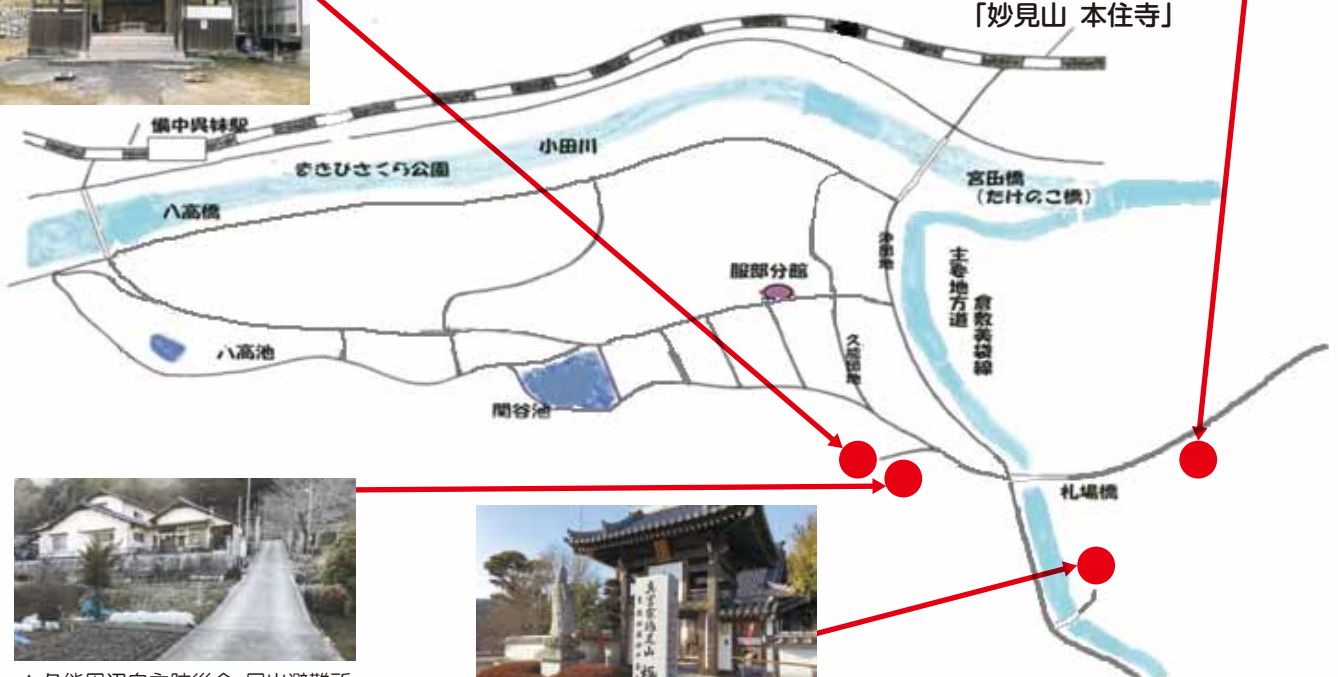 「妙見山 本住寺」
備中呉妹駅
小田川
まきひさくら公園
宮田橋
(たけのこ橋)
八高橋
服部分館
主要地方道
倉敷美袋線
八高池
関谷池
札場橋